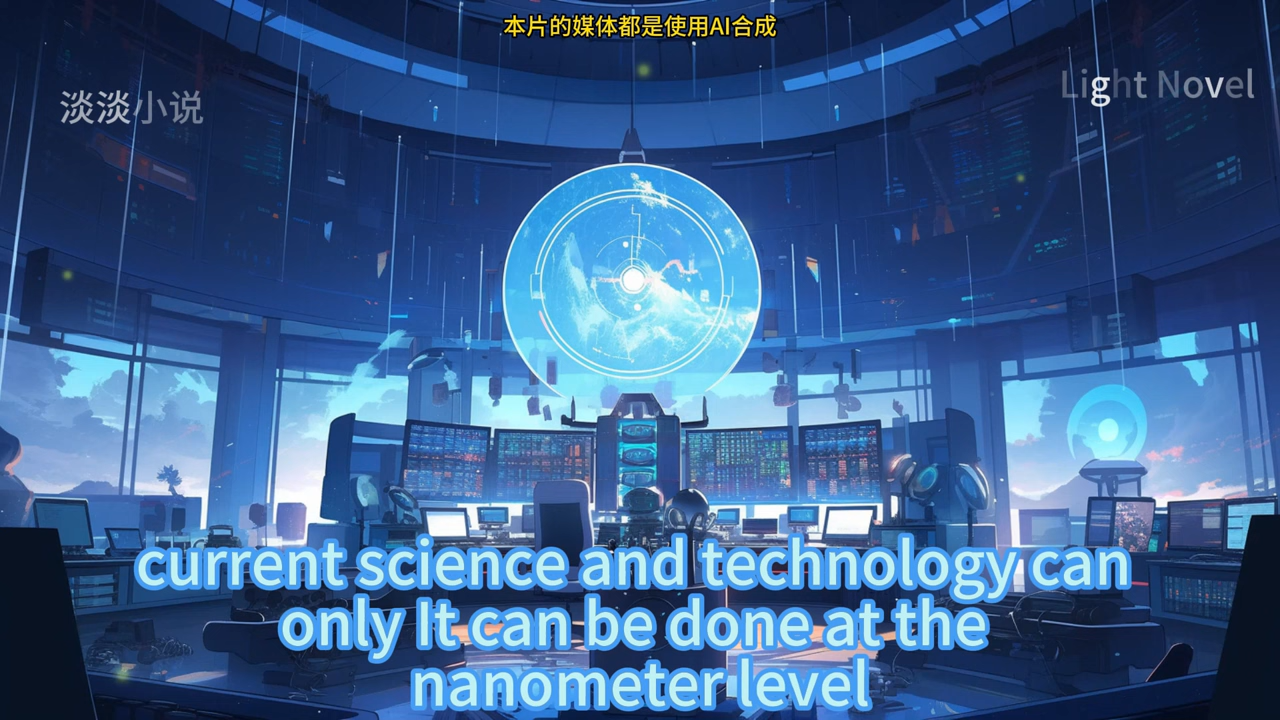 本片的媒体都是使用AI合成
淡淡小说
Light Novel
current science and technology can
only It can be done at the
nanometer level